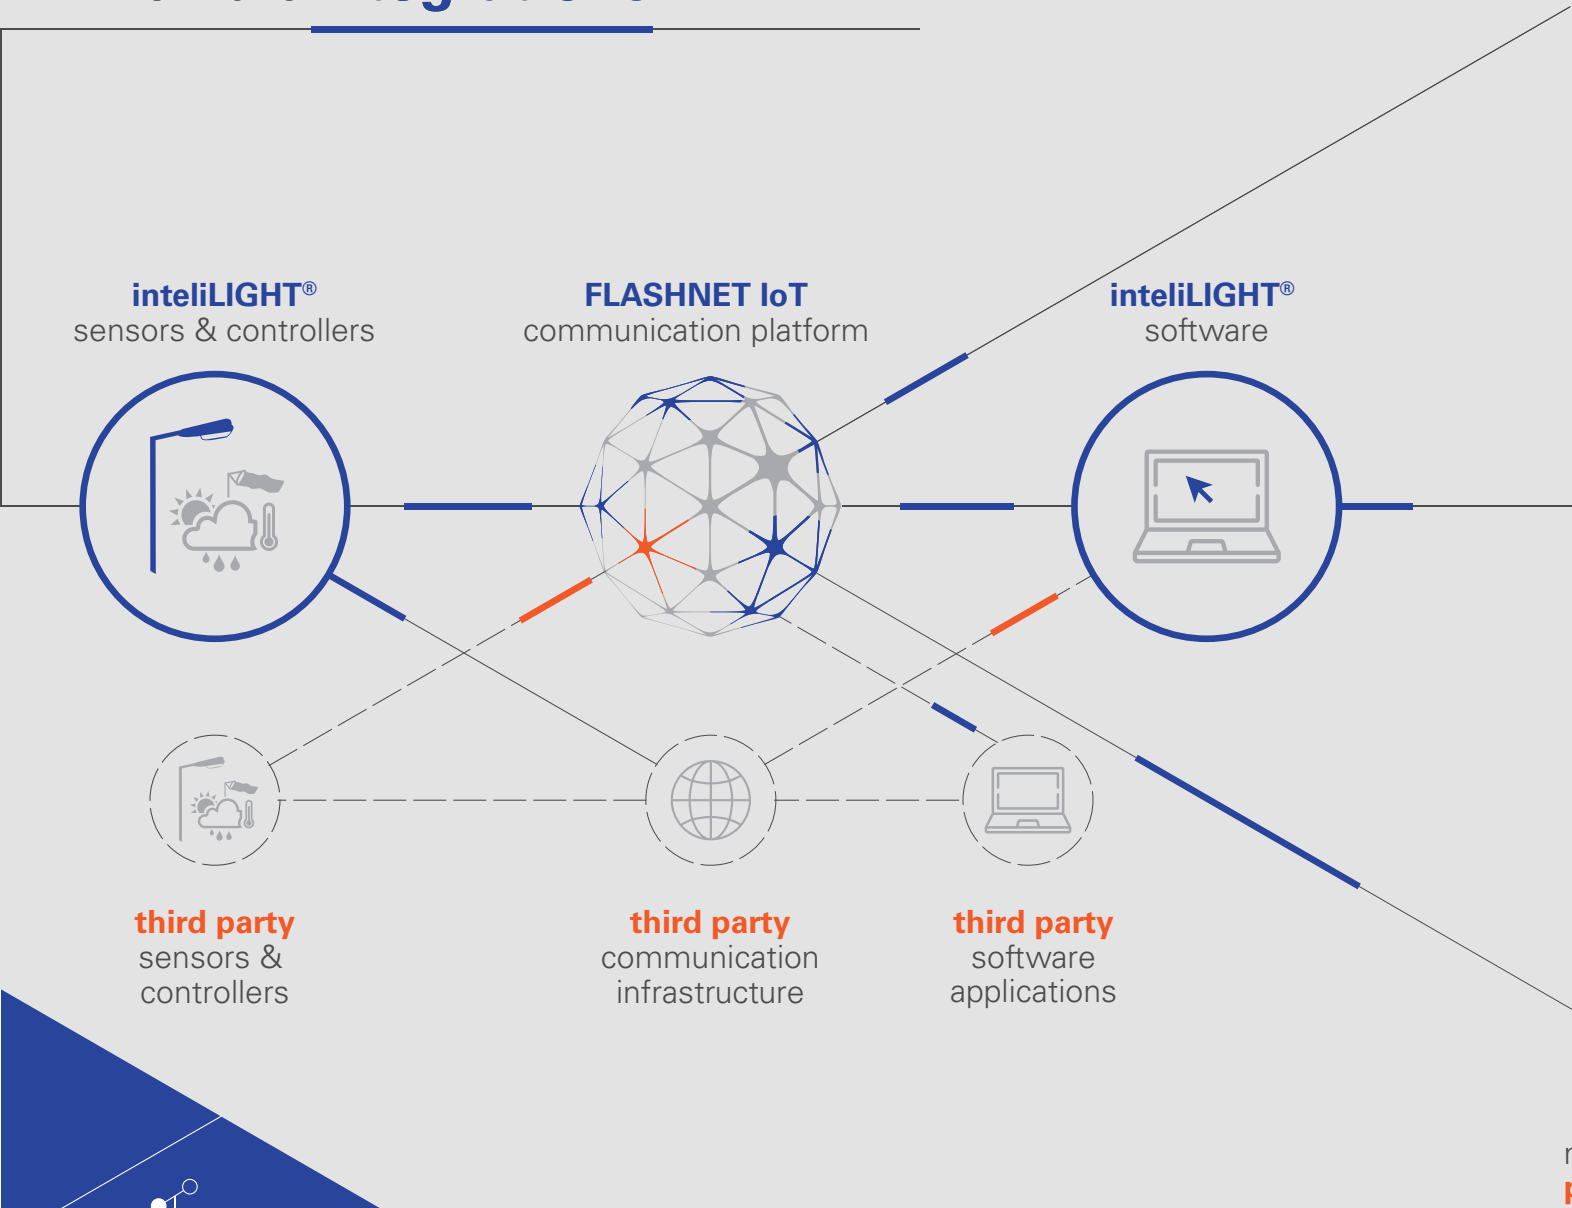 inteliLIGHT®
sensors & controllers
FLASHNET IoT
communication platform
inteliLIGHT®
software
third party
sensors &
controllers
third party
communication
infrastructure
third party
software
applications